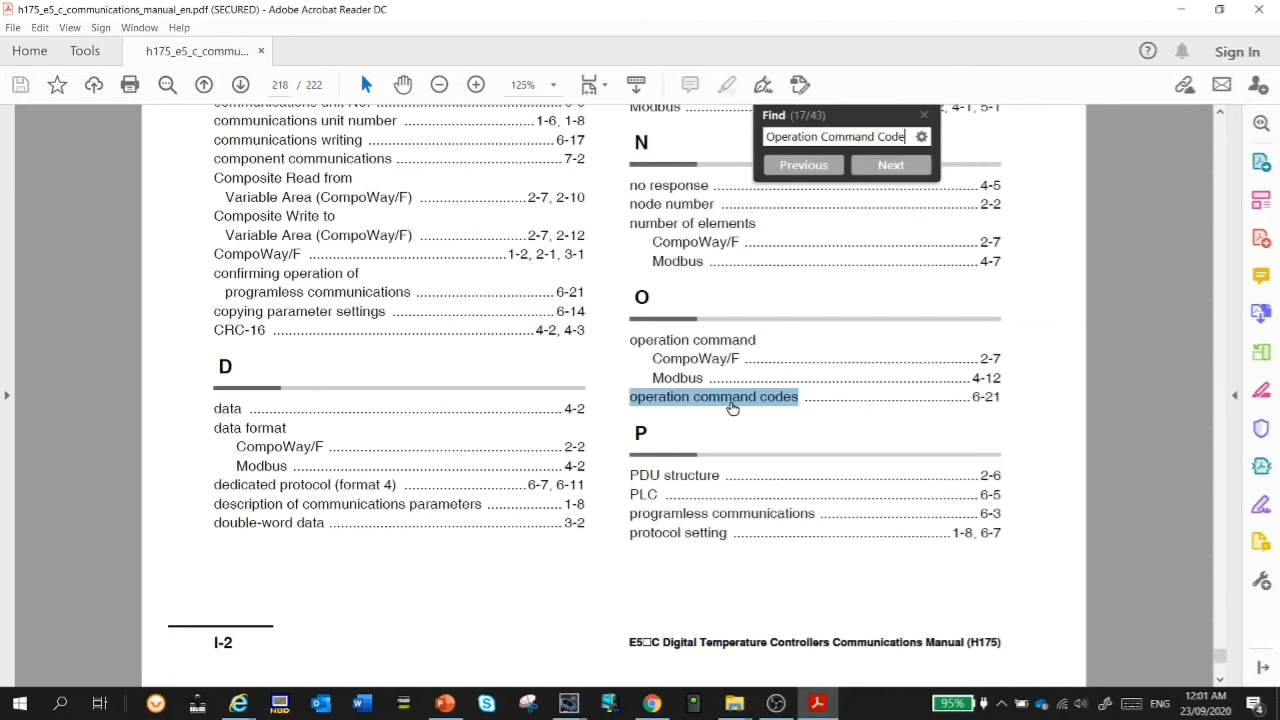 h175_e5_c_communications_manual_en.pdf (SECURED) - Adobe Acrobat Reader DC
File Edit View Sign Window Help
Home Tools h175_e5_c_commu... × Sign In
218 / 222 125%
Find (17/43)
Operation Command Code
Previous Next
communications unit number 1-6, 1-8
communications writing 6-17
component communications 7-2
Composite Read from
Variable Area (CompoWay/F) 2-7, 2-10
Composite Write to
Variable Area (CompoWay/F) 2-7, 2-12
CompoWay/F 1-2, 2-1, 3-1
confirming operation of
programless communications 6-21
copying parameter settings 6-14
CRC-16 4-2, 4-3
D
data 4-2
data format
CompoWay/F 2-2
Modbus 4-2
dedicated protocol (format 4) 6-7, 6-11
description of communications parameters 1-8
double-word data 3-2
Modbus 2, 4-1, 5-1
N
no response 4-5
node number 2-2
number of elements
CompoWay/F 2-7
Modbus 4-7
O
operation command
CompoWay/F 2-7
Modbus 4-12
operation command codes 6-21
P
PDU structure 2-6
PLC 6-5
programless communications 6-3
protocol setting 1-8, 6-7
I-2
E5□C Digital Temperature Controllers Communications Manual (H175)
95% ENG 12:01 AM
23/09/2020
4